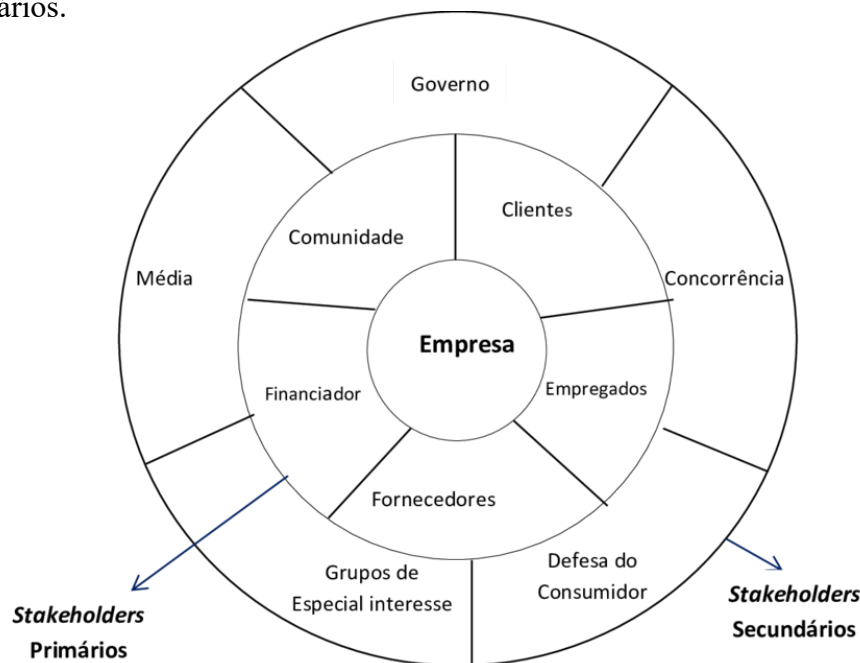 ários.
Governo
Clientes
Comunidade
Média
Concorrência
Empresa
Financiador
Empregados
Fornecedores
Defesa do
Consumidor
Grupos de
Especial interesse
Stakeholders
Primários
Stakeholders
Secundários